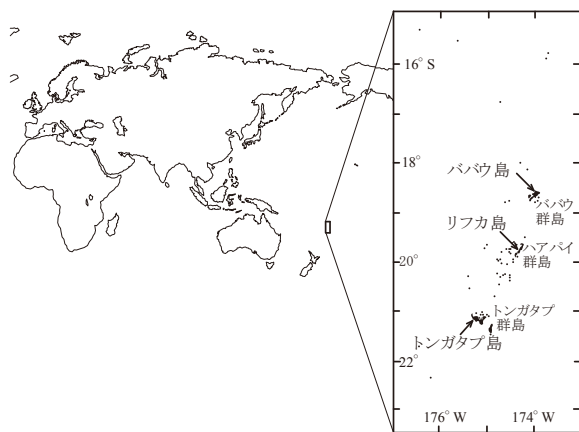 16° S
ババウ島
18°
ババウ
群島
リフカ島
ハアパイ
群島
20°
トンガタプ
群島
トンガタプ島
22°
176° W
174° W